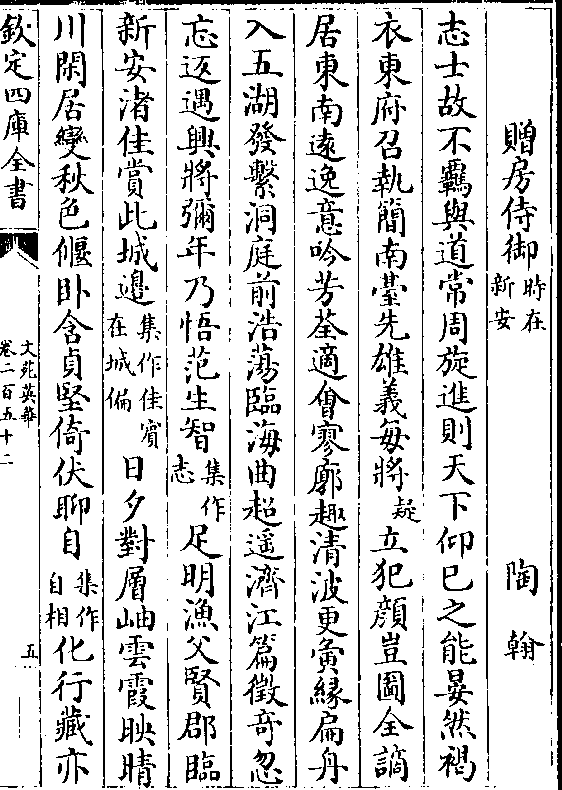 贈房侍御時在新安　陶翰
志士故不羈與道常周旋進則天下仰已之能晏然褐
衣東府召執簡南臺先雄義每將疑立犯顔豈圖全謫
居東南逺逸意吟芳荃適會寥廓趣清波更夤縁扁舟
入五湖發繫洞庭前浩蕩臨海曲超遥濟江篇徵奇忽
忘返遇興將彌年乃悟范生智集作志足明漁父賢郡臨
新安渚佳賞此城邉集作佳賓在城偏日夕對層岫雲霞映晴
川閑居變秋色偃卧含貞堅倚伏聊自集作自相化行藏亦
欽定四庫全書
文苑英華
卷二百五十二
五